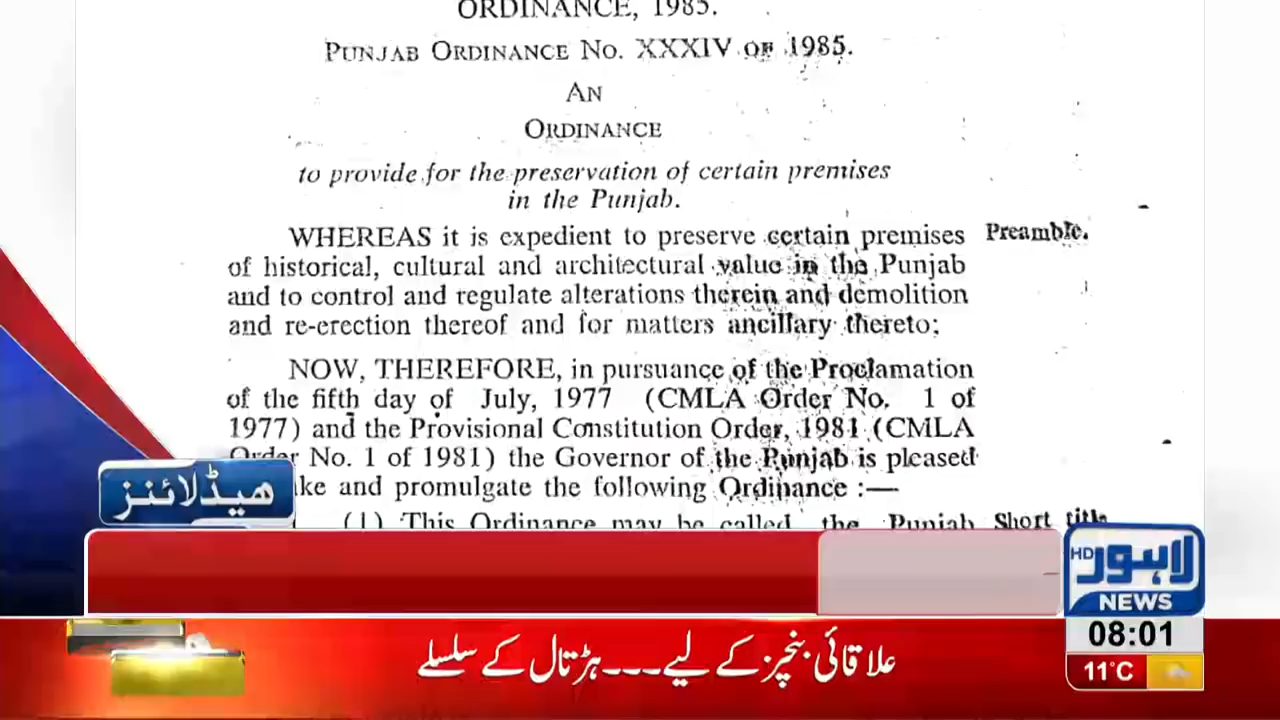 ORDINANCE, 1985.
PUNJAB ORDINANCE NO. XXXIV OF 1985.
AN
ORDINANCE
to provide for the preservation of certain premises
in the Punjab.
WHEREAS it is expedient to preserve certain premises Preamble.
of historical, cultural and architectural value in the Punjab
and to control and regulate alterations therein and demolition
and re-erection thereof and for matters ancillary thereto;
NOW, THEREFORE, in pursuance of the Proclamation
of the fifth day of July, 1977 (CMLA Order No. 1 of
1977) and the Provisional Constitution Order, 1981 (CMLA
Order No. 1 of 1981) the Governor of the Punjab is pleased
ke and promulgate the following Ordinance :—
(1) This Ordinance may be called the Punjab Short title
ہیڈلائنز
HD لاہور
NEWS
08:01
11°C
علاقائی بنچز کے لیے۔۔۔ہڑتال کے سلسلے